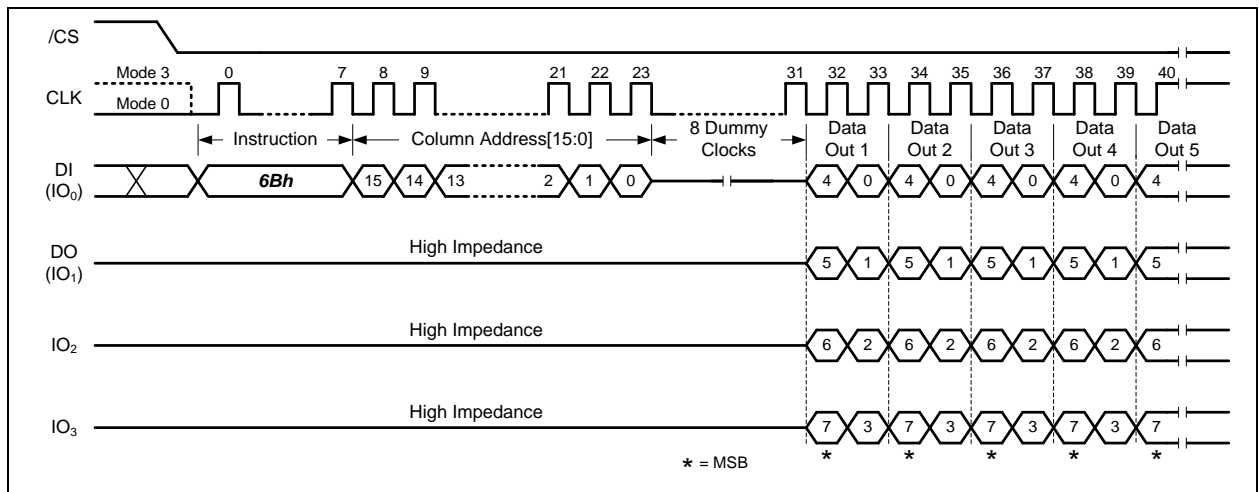 /CS
Mode 3 0 7 8 9 21 22 23 31 32 33 34 35 36 37 38 39 40
CLK
Mode 0
Instruction Column Address[15:0] 8 Dummy Clocks Data Out 1 Data Out 2 Data Out 3 Data Out 4 Data Out 5
DI (IO₀) 6Bh 15 14 13 2 1 0 4 0 4 0 4 0 4 0 4
DO (IO₁) High Impedance 5 1 5 1 5 1 5 1 5
IO₂ High Impedance 6 2 6 2 6 2 6 2 6
IO₃ High Impedance 7 3 7 3 7 3 7 3 7
* = MSB * * * * *